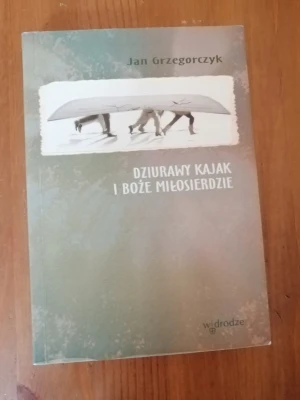 Jan Grzegorczyk
DZIURAWY KAJAK
I BOŻE MIŁOSIERDZIE
w drodze